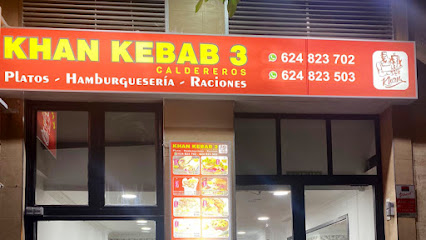 KHAN KEBAB 3
CALDEREROS
Platos - Hamburguesería - Raciones
624 823 702
624 823 503
KHAN KEBAB 3